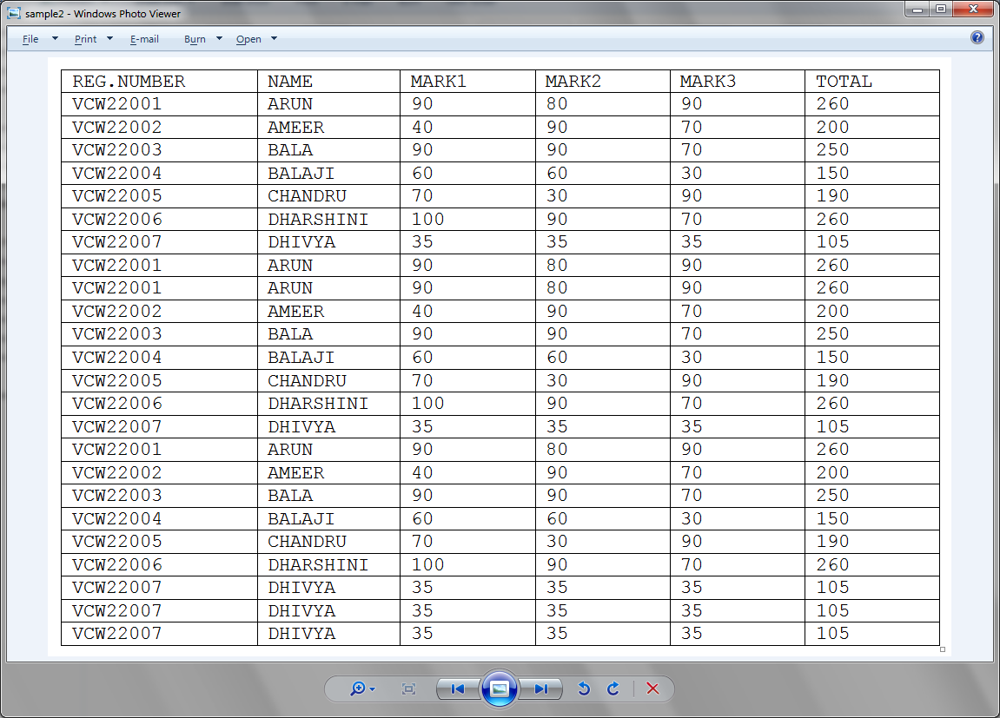 sample2 - Windows Photo Viewer
File Print E-mail Burn Open
REG.NUMBER NAME MARK1 MARK2 MARK3 TOTAL
VCW22001 ARUN 90 80 90 260
VCW22002 AMEER 40 90 70 200
VCW22003 BALA 90 90 70 250
VCW22004 BALAJI 60 60 30 150
VCW22005 CHANDRU 70 30 90 190
VCW22006 DHARSHINI 100 90 70 260
VCW22007 DHIVYA 35 35 35 105
VCW22001 ARUN 90 80 90 260
VCW22001 ARUN 90 80 90 260
VCW22002 AMEER 40 90 70 200
VCW22003 BALA 90 90 70 250
VCW22004 BALAJI 60 60 30 150
VCW22005 CHANDRU 70 30 90 190
VCW22006 DHARSHINI 100 90 70 260
VCW22007 DHIVYA 35 35 35 105
VCW22001 ARUN 90 80 90 260
VCW22002 AMEER 40 90 70 200
VCW22003 BALA 90 90 70 250
VCW22004 BALAJI 60 60 30 150
VCW22005 CHANDRU 70 30 90 190
VCW22006 DHARSHINI 100 90 70 260
VCW22007 DHIVYA 35 35 35 105
VCW22007 DHIVYA 35 35 35 105
VCW22007 DHIVYA 35 35 35 105